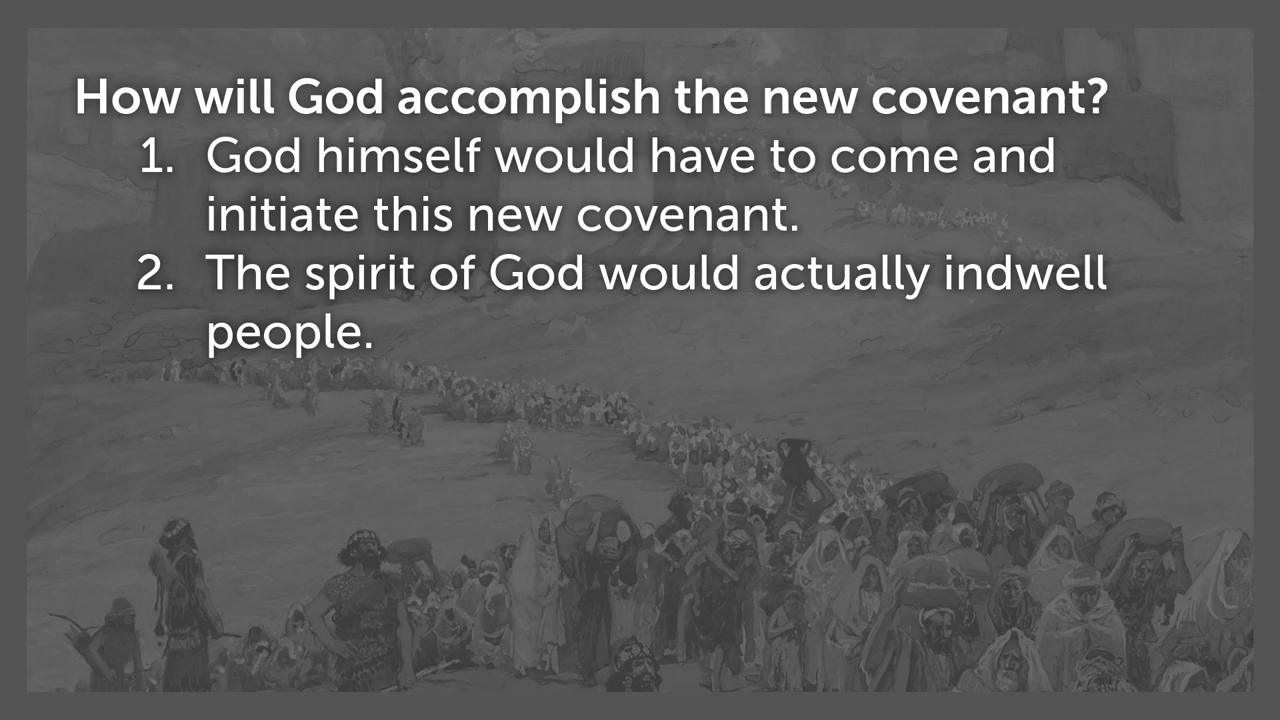 How will God accomplish the new covenant?
1. God himself would have to come and
initiate this new covenant.
2. The spirit of God would actually indwell
people.